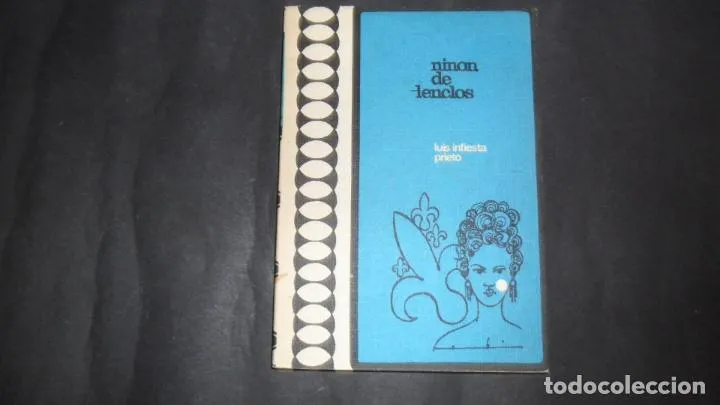 ninon
de
lenclos
luis infiesta
prieto
todocoleccion